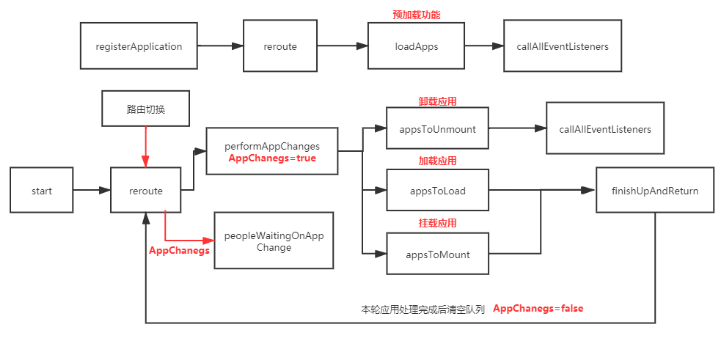 预加载功能
registerApplication
reroute
loadApps
callAllEventListeners
路由切换
卸载应用
performAppChanges
AppChanegs=true
appsToUnmount
callAllEventListeners
加载应用
start
reroute
appsToLoad
finishUpAndReturn
挂载应用
AppChanegs
peopleWaitingOnApp
Change
appsToMount
本轮应用处理完成后清空队列 AppChanegs=false